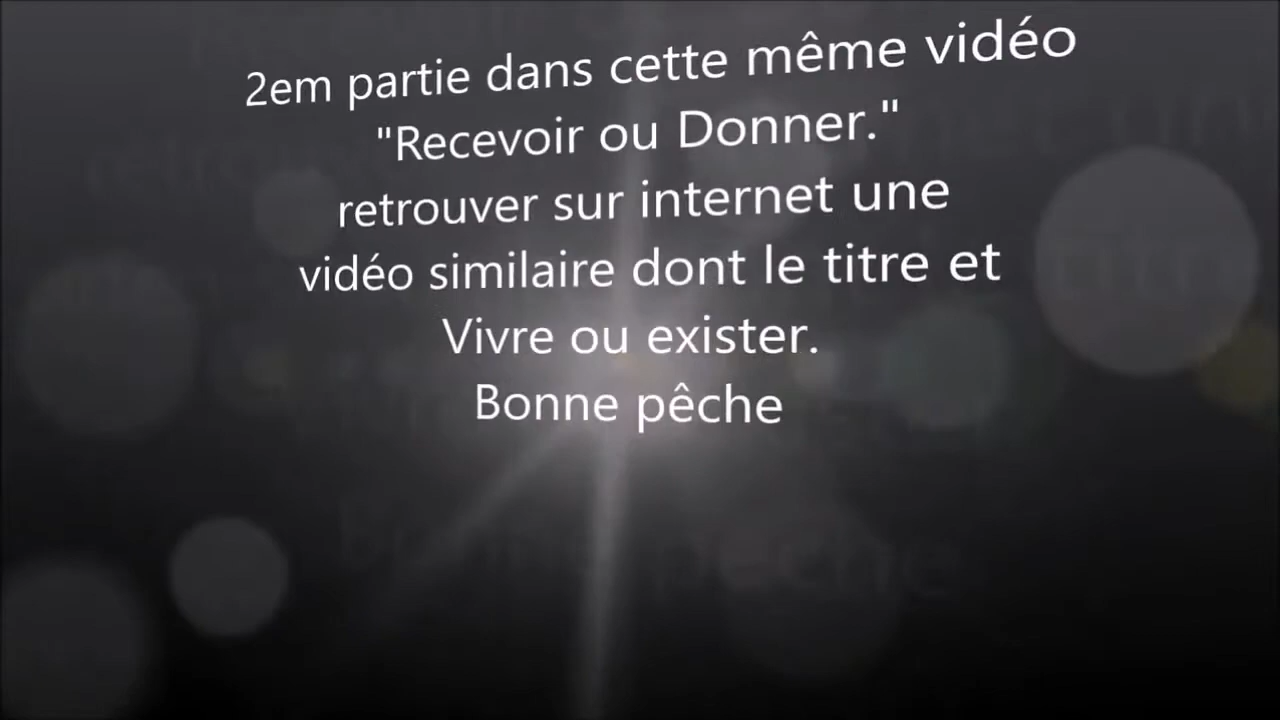 2em partie dans cette même vidéo
"Recevoir ou Donner."
retrouver sur internet une
vidéo similaire dont le titre et
Vivre ou exister.
Bonne pêche